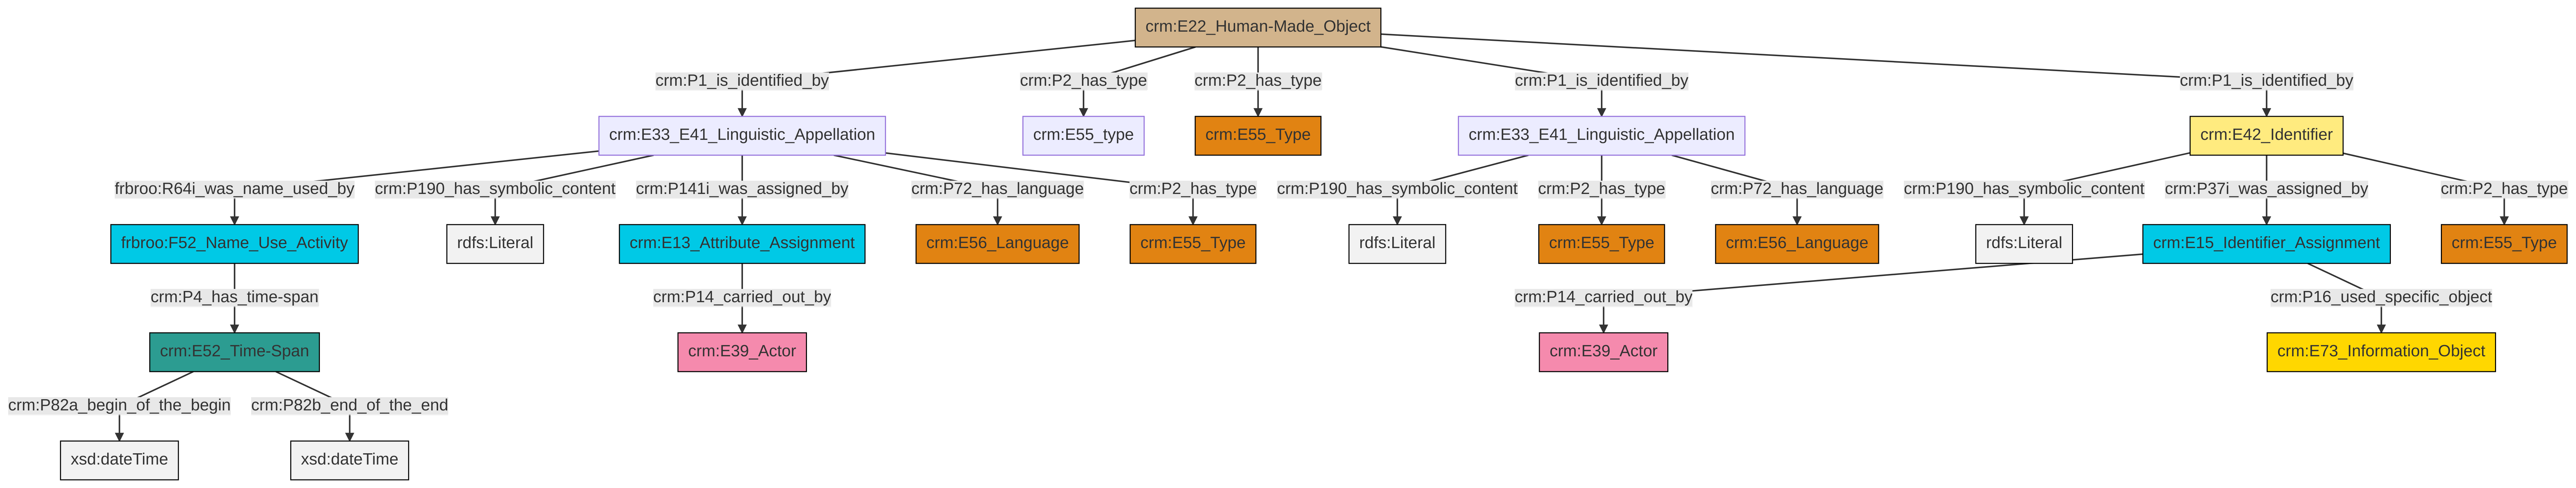 crm:E22_Human-Made_Object
crm:P1_is_identified_by
crm:P2_has_type
crm:P2_has_type
crm:P1_is_identified_by
crm:P1_is_identified_by
crm:E33_E41_Linguistic_Appellation
crm:E55_type
crm:E55_Type
crm:E33_E41_Linguistic_Appellation
crm:E42_Identifier
frbroo:R64i_was_name_used_by
crm:P190_has_symbolic_content
crm:P141i_was_assigned_by
crm:P72_has_language
crm:P2_has_type
crm:P190_has_symbolic_content
crm:P2_has_type
crm:P72_has_language
crm:P190_has_symbolic_content
crm:P37i_was_assigned_by
crm:P2_has_type
frbroo:F52_Name_Use_Activity
rdfs:Literal
crm:E13_Attribute_Assignment
crm:E56_Language
crm:E55_Type
rdfs:Literal
crm:E55_Type
crm:E56_Language
rdfs:Literal
crm:E15_Identifier_Assignment
crm:E55_Type
crm:P4_has_time-span
crm:P14_carried_out_by
crm:P14_carried_out_by
crm:P16_used_specific_object
crm:E52_Time-Span
crm:E39_Actor
crm:E39_Actor
crm:E73_Information_Object
crm:P82a_begin_of_the_begin
crm:P82b_end_of_the_end
xsd:dateTime
xsd:dateTime